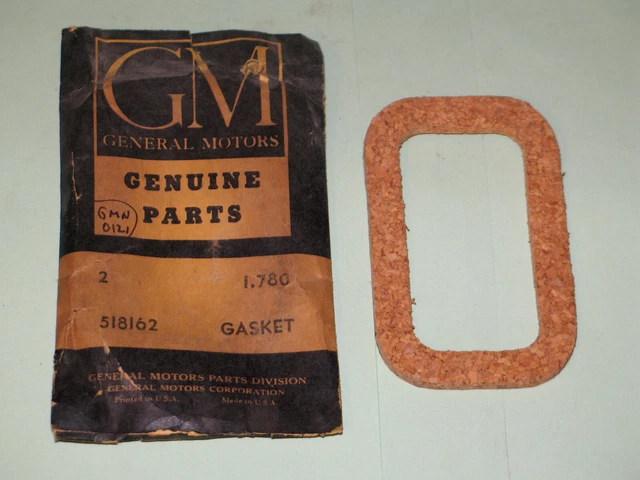 GM
GENERAL MOTORS
GENUINE
PARTS
GMN
0121
2 1.780
518162 GASKET
GENERAL MOTORS PARTS DIVISION
GENERAL MOTORS CORPORATION
Printed in U.S.A. Made in U.S.A.